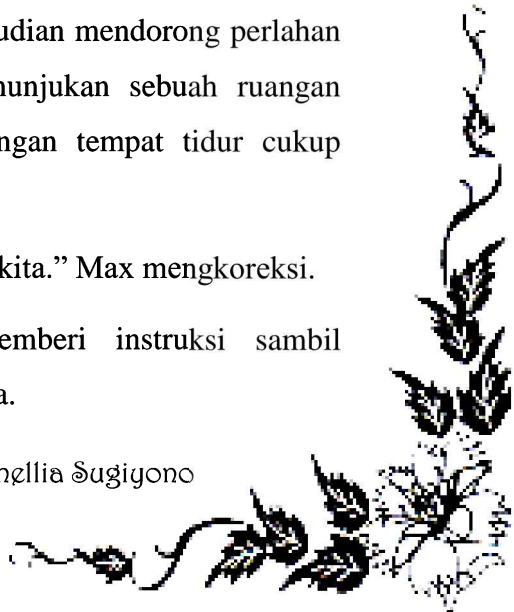 udian mendorong perlahan
nunjukan sebuah ruangan
ngan tempat tidur cukup
kita.” Max mengkoreksi.
emberi instruksi sambil
a.
nellia Sugiyono